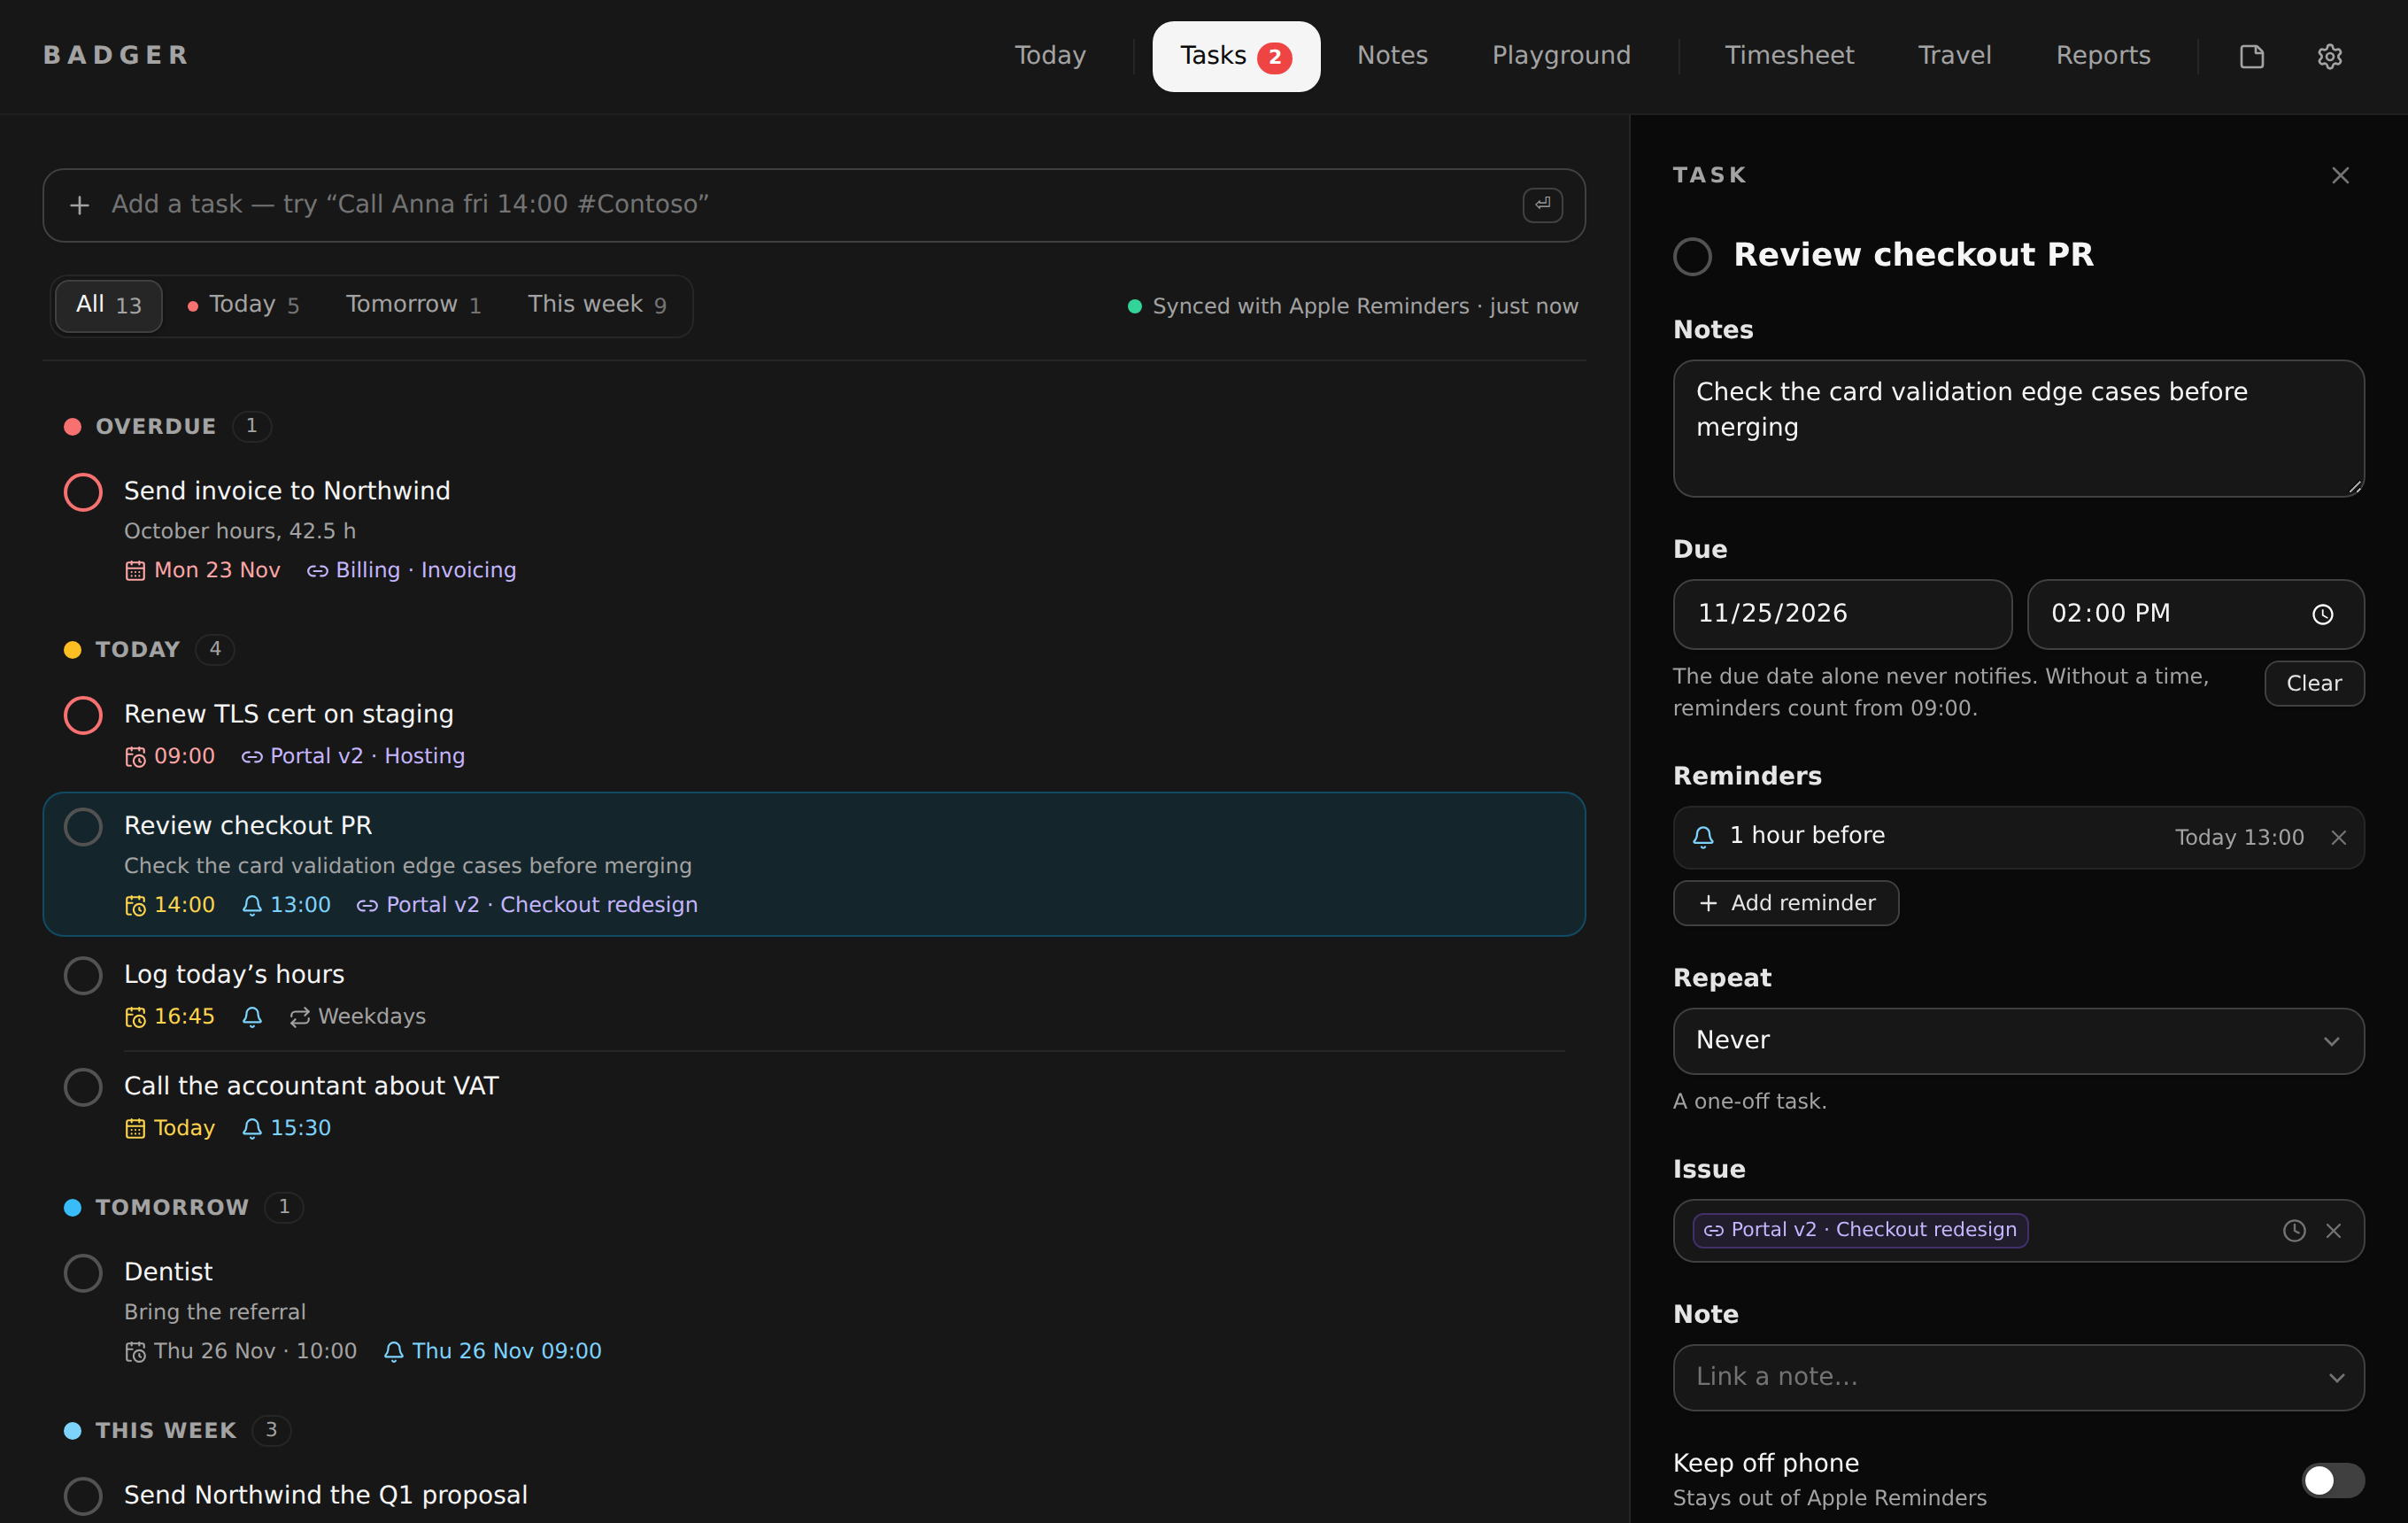 BADGER
Today
Tasks 2
Notes
Playground
Timesheet
Travel
Reports
Add a task — try “Call Anna fri 14:00 #Contoso”
⏎
All 13
Today 5
Tomorrow 1
This week 9
Synced with Apple Reminders · just now
OVERDUE 1
Send invoice to Northwind
October hours, 42.5 h
Mon 23 Nov Billing · Invoicing
TODAY 4
Renew TLS cert on staging
09:00 Portal v2 · Hosting
Review checkout PR
Check the card validation edge cases before merging
14:00 13:00 Portal v2 · Checkout redesign
Log today’s hours
16:45 Weekdays
Call the accountant about VAT
Today 15:30
TOMORROW 1
Dentist
Bring the referral
Thu 26 Nov · 10:00 Thu 26 Nov 09:00
THIS WEEK 3
Send Northwind the Q1 proposal
TASK
Review checkout PR
Notes
Check the card validation edge cases before
merging
Due
11/25/2026 02:00 PM
The due date alone never notifies. Without a time,
reminders count from 09:00.
Clear
Reminders
1 hour before Today 13:00
Add reminder
Repeat
Never
A one-off task.
Issue
Portal v2 · Checkout redesign
Note
Link a note…
Keep off phone
Stays out of Apple Reminders